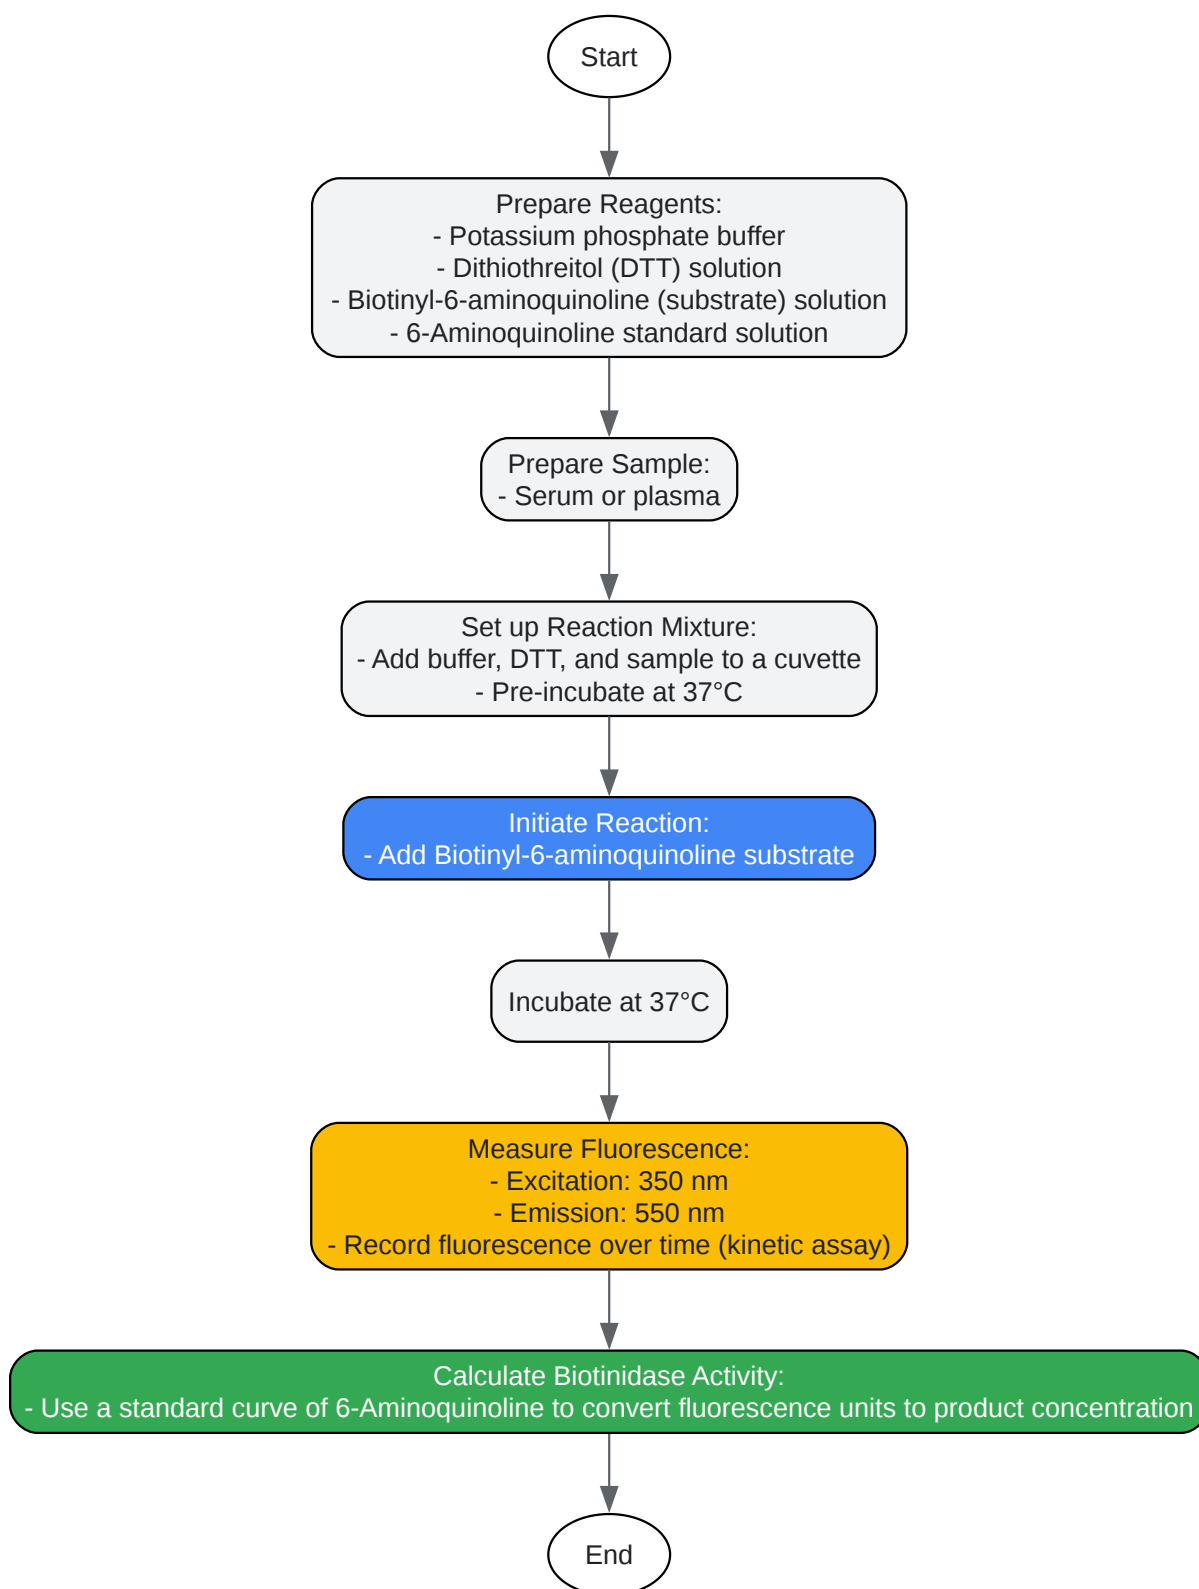 Start
Prepare Reagents:
- Potassium phosphate buffer
- Dithiothreitol (DTT) solution
- Biotinyl-6-aminoquinoline (substrate) solution
- 6-Aminoquinoline standard solution
Prepare Sample:
- Serum or plasma
Set up Reaction Mixture:
- Add buffer, DTT, and sample to a cuvette
- Pre-incubate at 37°C
Initiate Reaction:
- Add Biotinyl-6-aminoquinoline substrate
Incubate at 37°C
Measure Fluorescence:
- Excitation: 350 nm
- Emission: 550 nm
- Record fluorescence over time (kinetic assay)
Calculate Biotinidase Activity:
- Use a standard curve of 6-Aminoquinoline to convert fluorescence units to product concentration
End